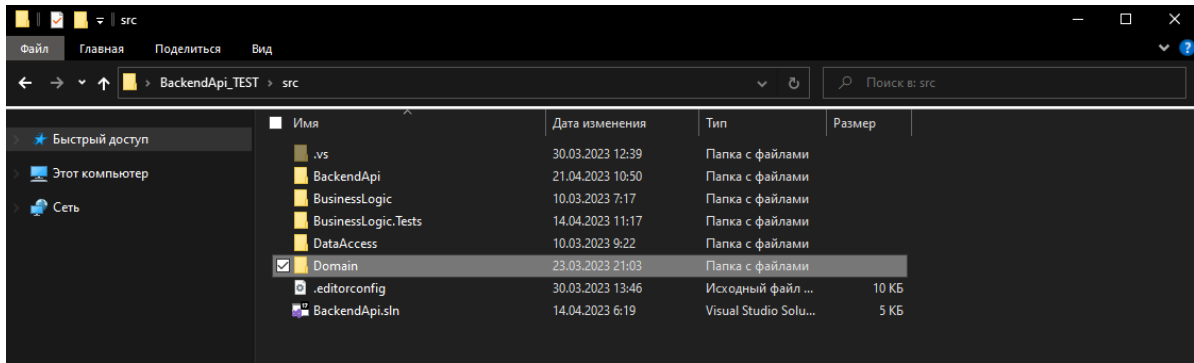 src
Файл Главная Поделиться Вид
BackendApi_TEST > src Поиск в: src
Имя Дата изменения Тип Размер
Быстрый доступ
Этот компьютер
Сеть
.vs 30.03.2023 12:39 Папка с файлами
BackendApi 21.04.2023 10:50 Папка с файлами
BusinessLogic 10.03.2023 7:17 Папка с файлами
BusinessLogic.Tests 14.04.2023 11:17 Папка с файлами
DataAccess 10.03.2023 9:22 Папка с файлами
Domain 23.03.2023 21:03 Папка с файлами
.editorconfig 30.03.2023 13:46 Исходный файл ... 10 КБ
BackendApi.sln 14.04.2023 6:19 Visual Studio Solu... 5 КБ